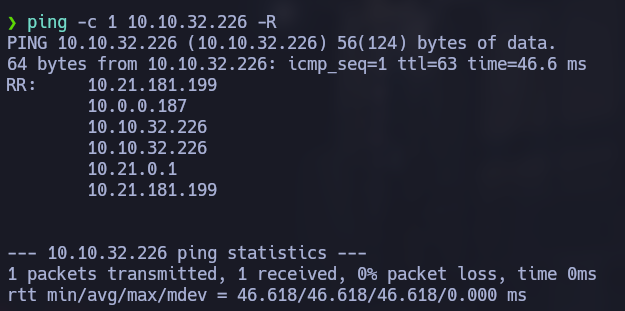 ❯ ping -c 1 10.10.32.226 -R
PING 10.10.32.226 (10.10.32.226) 56(124) bytes of data.
64 bytes from 10.10.32.226: icmp_seq=1 ttl=63 time=46.6 ms
RR:     10.21.181.199
        10.0.0.187
        10.10.32.226
        10.10.32.226
        10.21.0.1
        10.21.181.199
--- 10.10.32.226 ping statistics ---
1 packets transmitted, 1 received, 0% packet loss, time 0ms
rtt min/avg/max/mdev = 46.618/46.618/46.618/0.000 ms